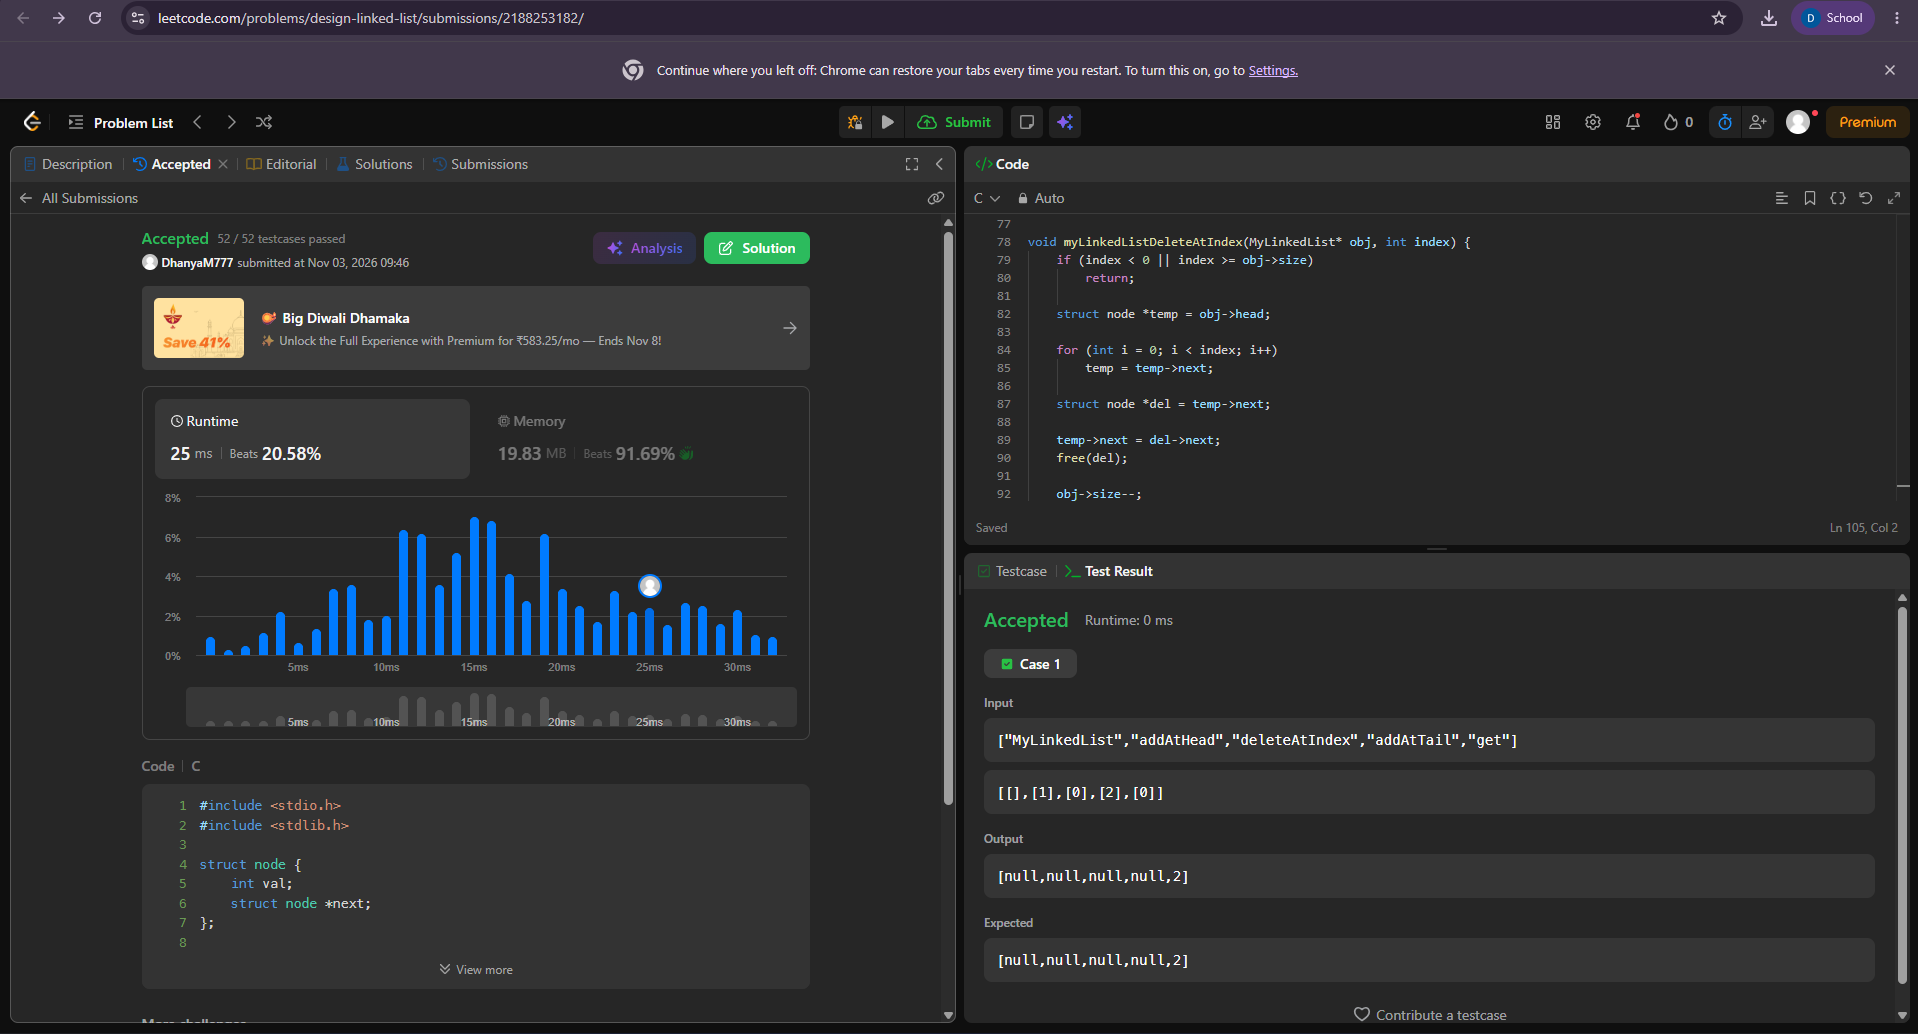 leetcode.com/problems/design-linked-list/submissions/2188253182/
D School
Continue where you left off: Chrome can restore your tabs every time you restart. To turn this on, go to Settings.
Problem List
Submit
0
Premium
Description
Accepted
Editorial
Solutions
Submissions
All Submissions
Accepted 52 / 52 testcases passed
DhanyaM777 submitted at Nov 03, 2026 09:46
Analysis
Solution
Save 41%
Big Diwali Dhamaka
Unlock the Full Experience with Premium for ₹583.25/mo — Ends Nov 8!
Runtime
25 ms Beats 20.58%
Memory
19.83 MB Beats 91.69%
8%
6%
4%
2%
0%
5ms 10ms 15ms 20ms 25ms 30ms
5ms 10ms 15ms 20ms 25ms 30ms
Code C
1 #include <stdio.h>
2 #include <stdlib.h>
3
4 struct node {
5 int val;
6 struct node *next;
7 };
8
View more
More challenges
</> Code
C Auto
77
78 void myLinkedListDeleteAtIndex(MyLinkedList* obj, int index) {
79 if (index < 0 || index >= obj->size)
80 return;
81
82 struct node *temp = obj->head;
83
84 for (int i = 0; i < index; i++)
85 temp = temp->next;
86
87 struct node *del = temp->next;
88
89 temp->next = del->next;
90 free(del);
91
92 obj->size--;
Saved
Ln 105, Col 2
Testcase
Test Result
Accepted Runtime: 0 ms
Case 1
Input
["MyLinkedList","addAtHead","deleteAtIndex","addAtTail","get"]
[[],[1],[0],[2],[0]]
Output
[null,null,null,null,2]
Expected
[null,null,null,null,2]
Contribute a testcase